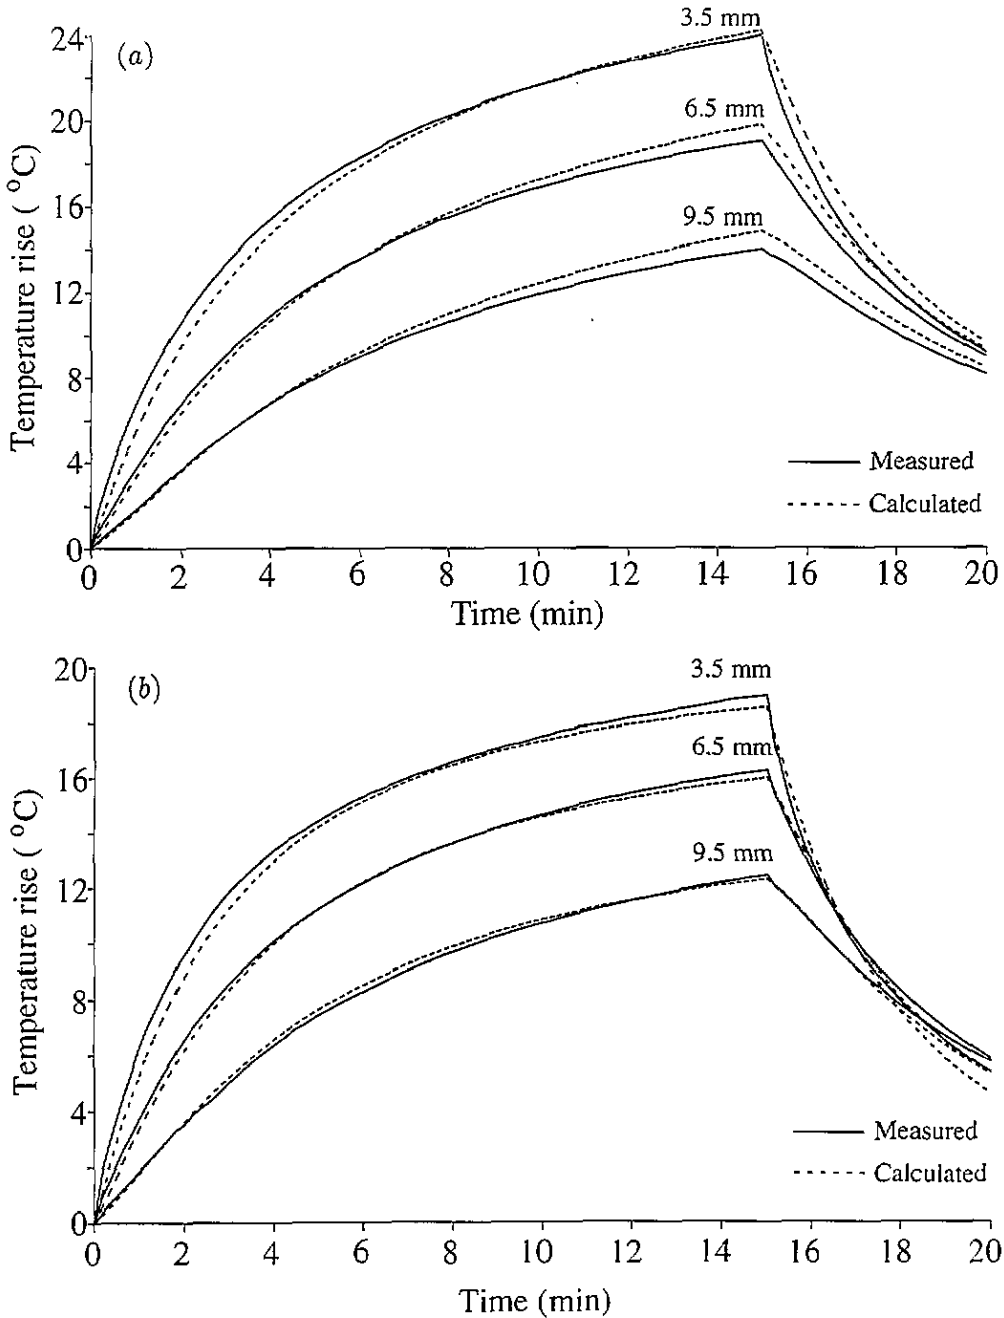 (a)
3.5 mm
6.5 mm
9.5 mm
24
20
16
12
8
4
0
Temperature rise ( °C)
Measured
Calculated
0 2 4 6 8 10 12 14 16 18 20
Time (min)
(b)
3.5 mm
6.5 mm
9.5 mm
20
16
12
8
4
0
Temperature rise ( °C)
Measured
Calculated
0 2 4 6 8 10 12 14 16 18 20
Time (min)